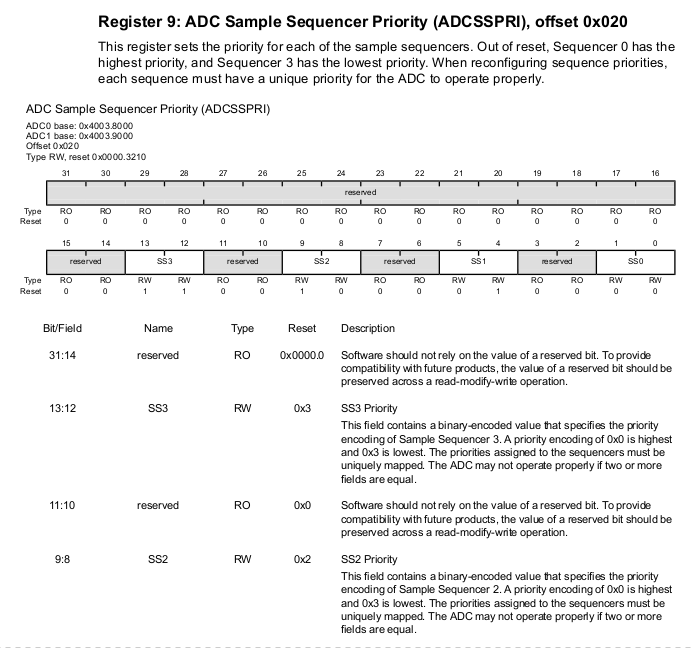 Register 9: ADC Sample Sequencer Priority (ADCSSPRI), offset 0x020
This register sets the priority for each of the sample sequencers. Out of reset, Sequencer 0 has the
highest priority, and Sequencer 3 has the lowest priority. When reconfiguring sequence priorities,
each sequence must have a unique priority for the ADC to operate properly.
ADC Sample Sequencer Priority (ADCSSPRI)
ADC0 base: 0x4003.8000
ADC1 base: 0x4003.9000
Offset 0x020
Type RW, reset 0x0000.3210
31 30 29 28 27 26 25 24 23 22 21 20 19 18 17 16
reserved
Type RO RO RO RO RO RO RO RO RO RO RO RO RO RO RO RO
Reset 0 0 0 0 0 0 0 0 0 0 0 0 0 0 0 0
15 14 13 12 11 10 9 8 7 6 5 4 3 2 1 0
reserved SS3 reserved SS2 reserved SS1 reserved SS0
Type RO RO RW RW RO RO RW RW RO RO RW RW RO RO RW RW
Reset 0 0 1 1 0 0 1 0 0 0 0 1 0 0 0 0
Bit/Field Name Type Reset Description
31:14 reserved RO 0x0000.0 Software should not rely on the value of a reserved bit. To provide
compatibility with future products, the value of a reserved bit should be
preserved across a read-modify-write operation.
13:12 SS3 RW 0x3 SS3 Priority
This field contains a binary-encoded value that specifies the priority
encoding of Sample Sequencer 3. A priority encoding of 0x0 is highest
and 0x3 is lowest. The priorities assigned to the sequencers must be
uniquely mapped. The ADC may not operate properly if two or more
fields are equal.
11:10 reserved RO 0x0 Software should not rely on the value of a reserved bit. To provide
compatibility with future products, the value of a reserved bit should be
preserved across a read-modify-write operation.
9:8 SS2 RW 0x2 SS2 Priority
This field contains a binary-encoded value that specifies the priority
encoding of Sample Sequencer 2. A priority encoding of 0x0 is highest
and 0x3 is lowest. The priorities assigned to the sequencers must be
uniquely mapped. The ADC may not operate properly if two or more
fields are equal.